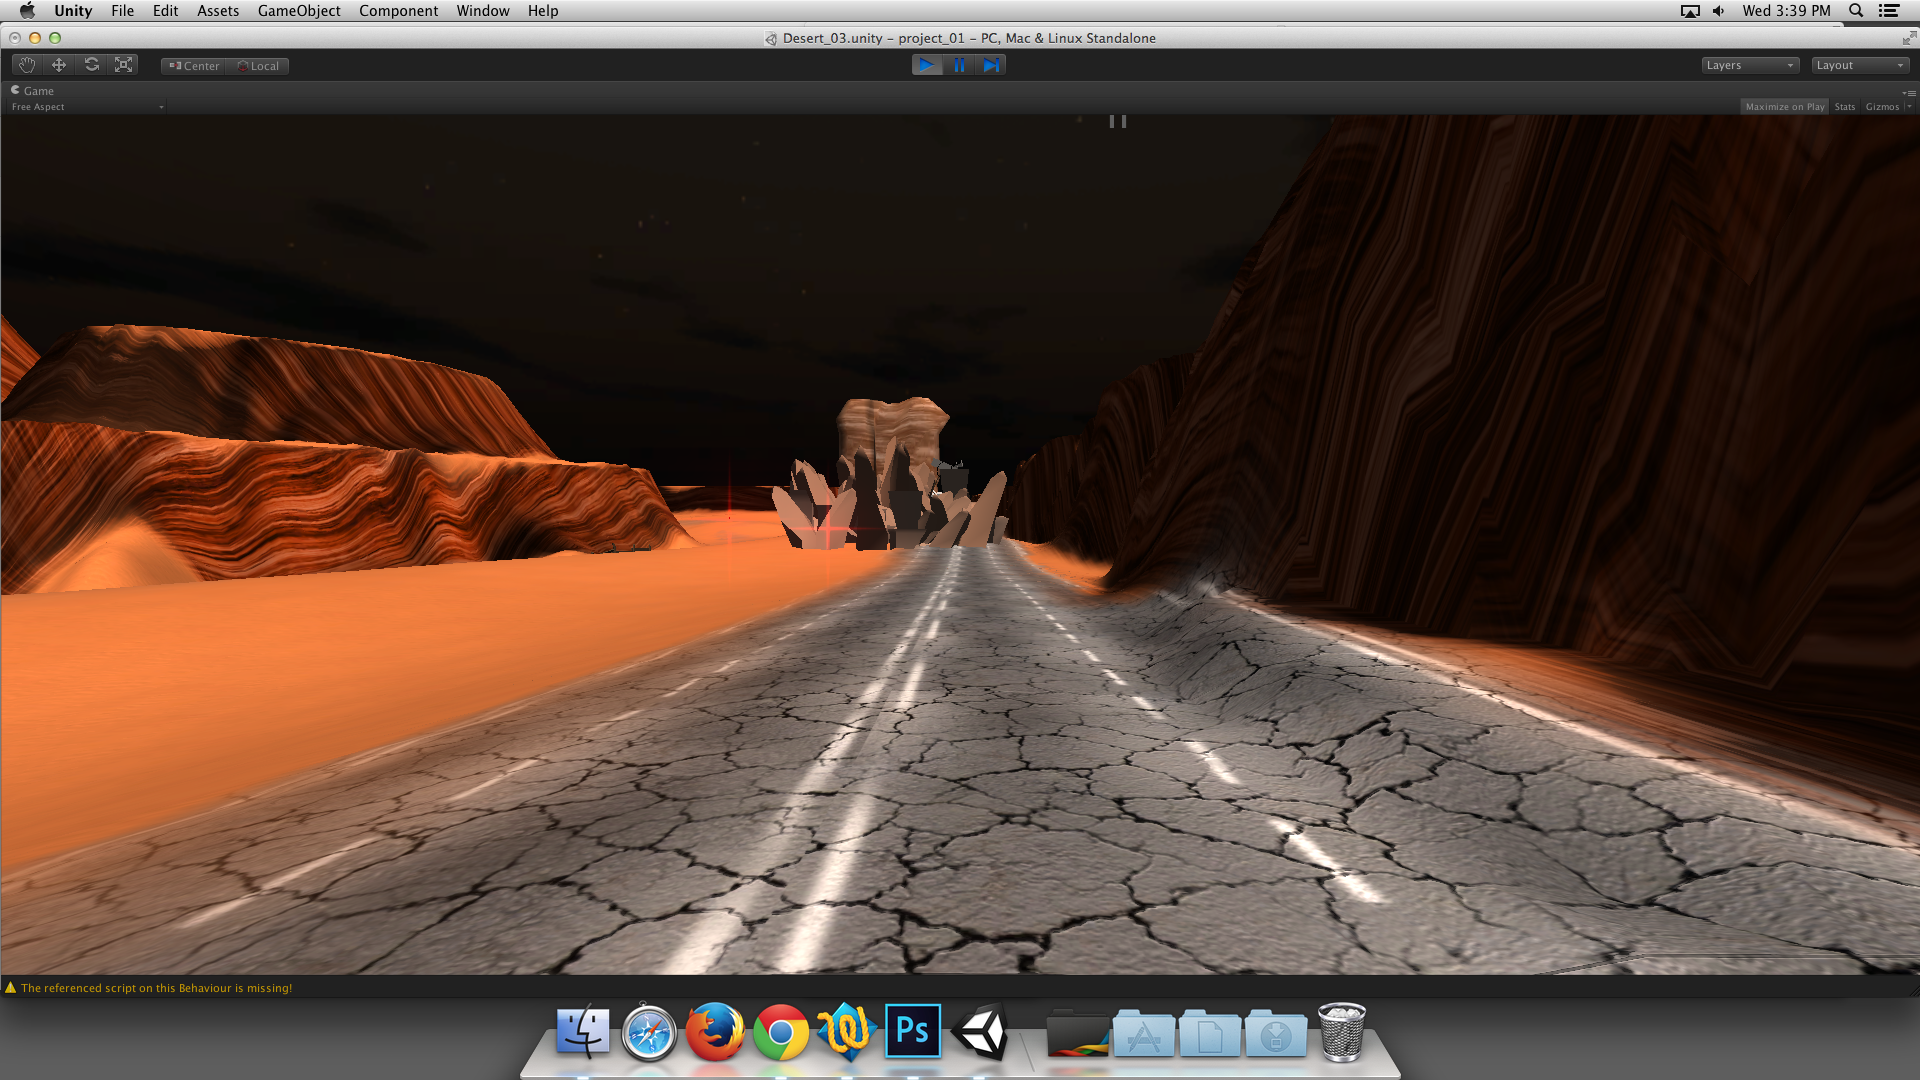 Unity File Edit Assets GameObject Component Window Help Wed 3:39 PM
Desert_03.unity - project_01 - PC, Mac & Linux Standalone
Center Local Layers Layout
Game
Free Aspect Maximize on Play Stats Gizmos
The referenced script on this Behaviour is missing!
Ps